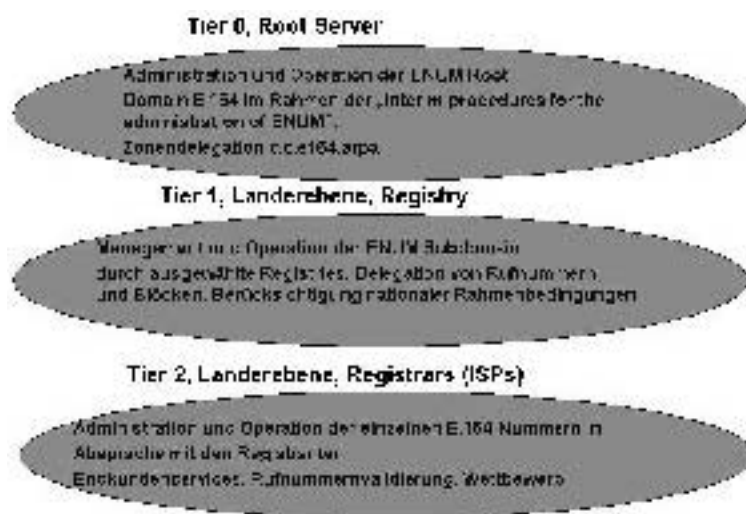 Tier 0, Root Server
Administration und Operation der ENUM Root
Domain E.164 im Rahmen der „Interim procedures for the
administration of ENUM“.
Zonendelegation c.c.e164.arpa
Tier 1, Landerebene, Registry
Management und Operation der ENUM Subdomain
durch ausgewählte Registries. Delegation von Rufnummern
und Blöcken. Berücksichtigung nationaler Rahmenbedingungen
Tier 2, Landerebene, Registrars (ISPs)
Administration und Operation der einzelnen E.164 Nummern in
Absprache mit den Registranten
Endkundenservices, Rufnummernvalidierung, Wettbewerb